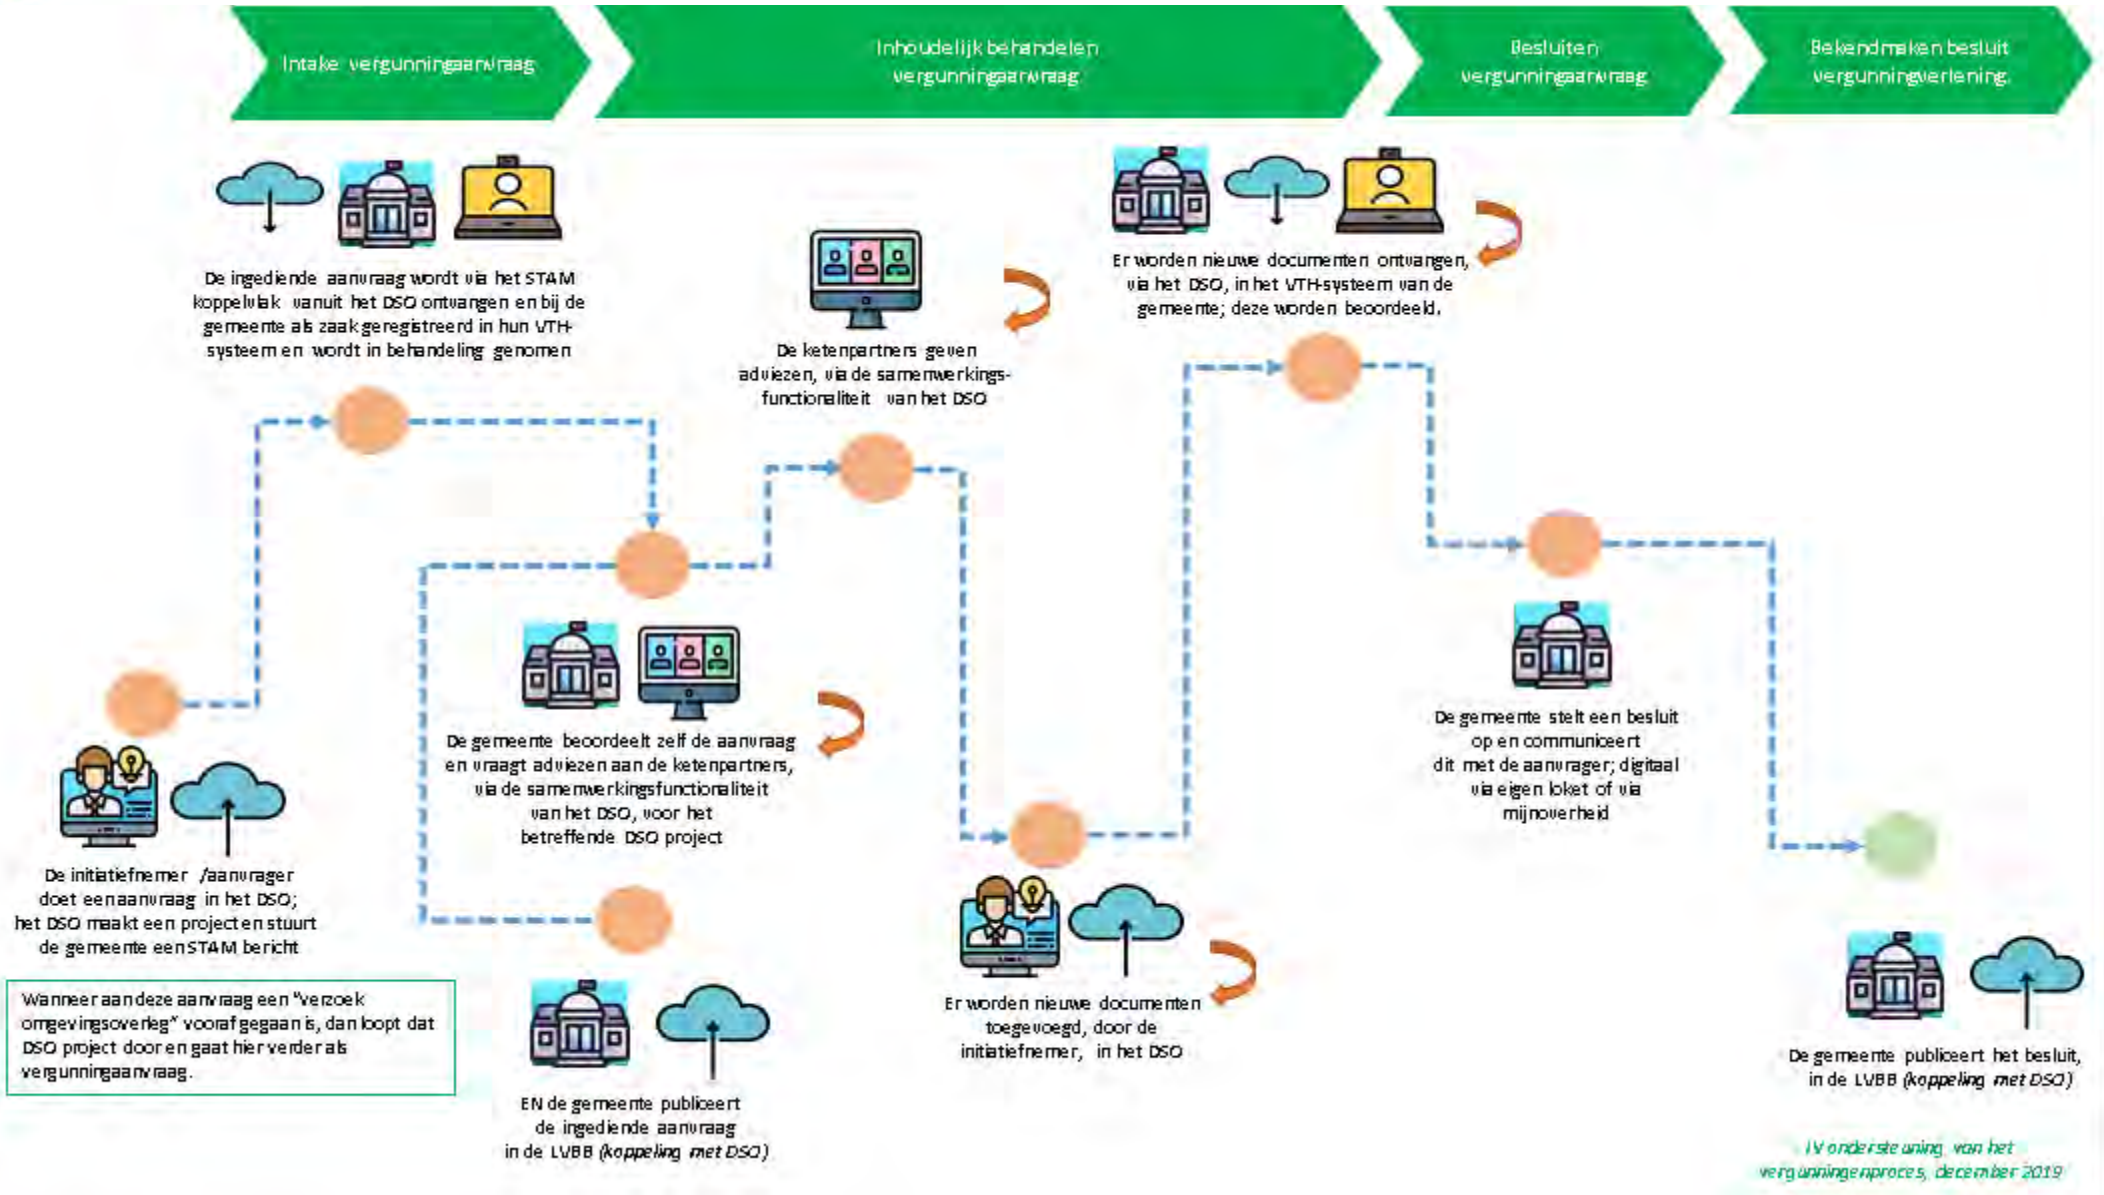 Intake vergunningaanvraag
Inhoudelijk behandelen
vergunningaanvraag
Besluiten
vergunningaanvraag
Bekendmaken besluit
vergunningverlening.
De ingediende aanvraag wordt via het STAM
koppelvlak vanuit het DSO ontvangen en bij de
gemeente als zaak geregistreerd in hun VTH-
systeem en wordt in behandeling genomen
De ketenpartners geven
adviezen, via de samenwerkings-
functionaliteit van het DSO
Er worden nieuwe documenten ontvangen,
via het DSO, in het VTH-systeem van de
gemeente; deze worden beoordeeld.
De gemeente beoordeelt zelf de aanvraag
en vraagt adviezen aan de ketenpartners,
via de samenwerkingsfunctionaliteit
van het DSO, voor het
betreffende DSO project
De gemeente stelt een besluit
op en communiceert
dit met de aanvrager; digitaal
via eigen loket of via
mijnoverheid
De initiatiefnemer /aanvrager
doet een aanvraag in het DSO;
het DSO maakt een project en stuurt
de gemeente een STAM bericht
Wanneer aan deze aanvraag een "verzoek
omgevingsoverleg" vooraf gegaan is, dan loopt dat
DSO project door en gaat hier verder als
vergunningaanvraag.
EN de gemeente publiceert
de ingediende aanvraag
in de LVBB (koppeling met DSO)
Er worden nieuwe documenten
toegevoegd, door de
initiatiefnemer, in het DSO
De gemeente publiceert het besluit,
in de LVBB (koppeling met DSO)
IV ondersteuning van het
vergunningenproces, december 2019